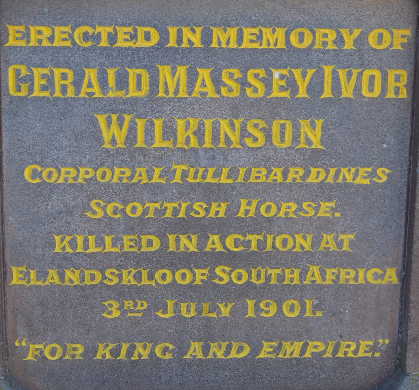 ERECTED IN MEMORY OF
GERALD MASSEY IVOR
WILKINSON
CORPORAL TULLIBARDINES
SCOTTISH HORSE.
KILLED IN ACTION AT
ELANDSKLOOF SOUTH AFRICA
3RD JULY 1901.
"FOR KING AND EMPIRE."